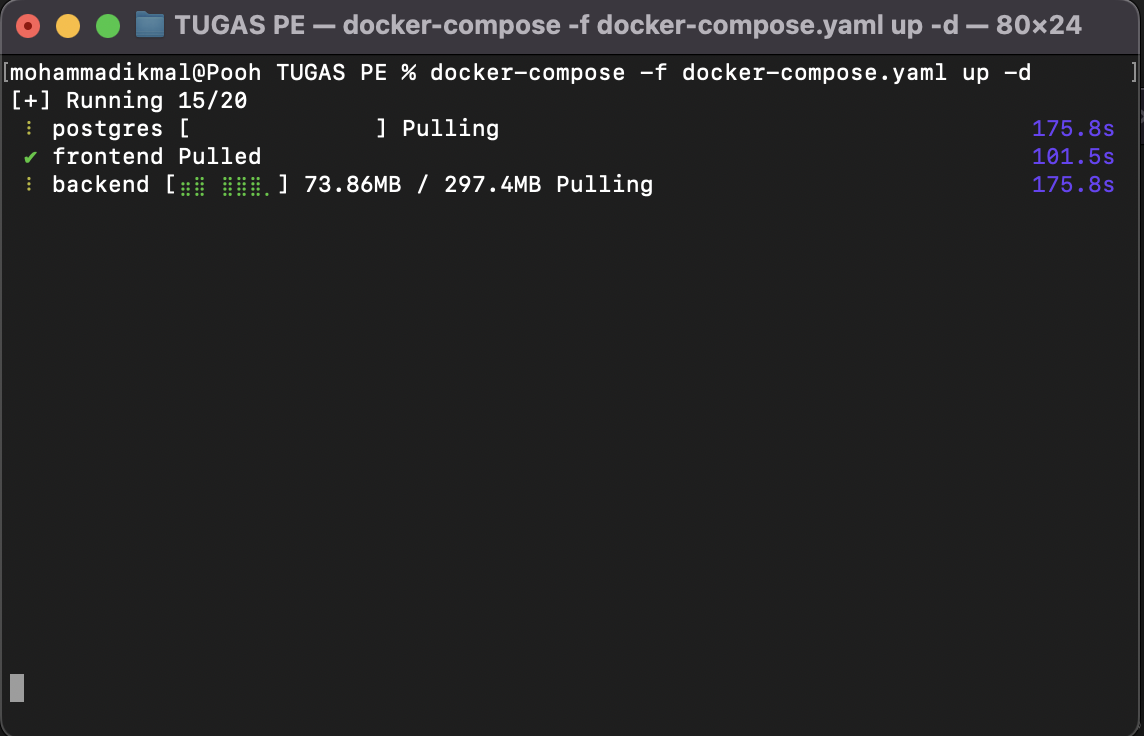 TUGAS PE — docker-compose -f docker-compose.yaml up -d — 80×24
[mohammadikmal@Pooh TUGAS PE % docker-compose -f docker-compose.yaml up -d ]
[+] Running 15/20
⠇ postgres [             ] Pulling 175.8s
✔ frontend Pulled 101.5s
⠇ backend [⣶⣿ ⣿⣿⣿⡀] 73.86MB / 297.4MB Pulling 175.8s